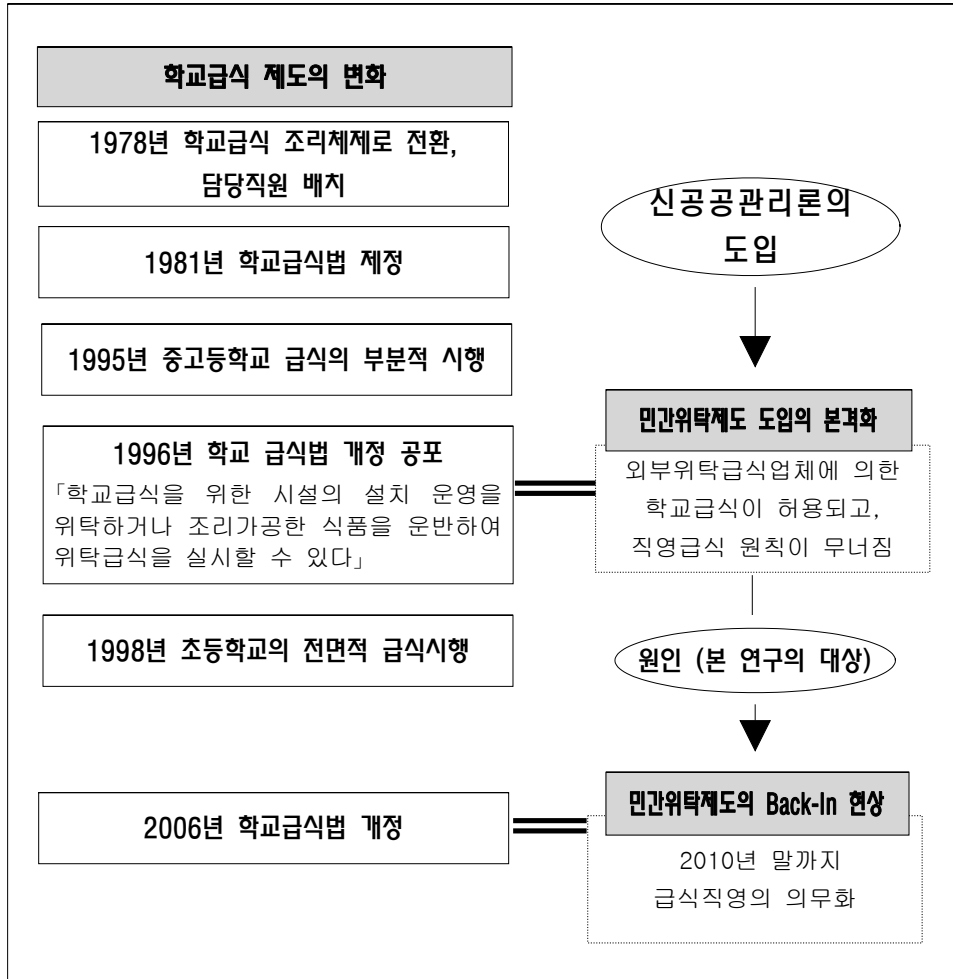 학교급식 제도의 변화
1978년 학교급식 조리체제로 전환,
담당직원 배치
1981년 학교급식법 제정
1995년 중고등학교 급식의 부분적 시행
1996년 학교 급식법 개정 공포
「학교급식을 위한 시설의 설치 운영을
위탁하거나 조리가공한 식품을 운반하여
위탁급식을 실시할 수 있다」
1998년 초등학교의 전면적 급식시행
2006년 학교급식법 개정
신공공관리론의
도입
민간위탁제도 도입의 본격화
외부위탁급식업체에 의한
학교급식이 허용되고,
직영급식 원칙이 무너짐
원인 (본 연구의 대상)
민간위탁제도의 Back-In 현상
2010년 말까지
급식직영의 의무화